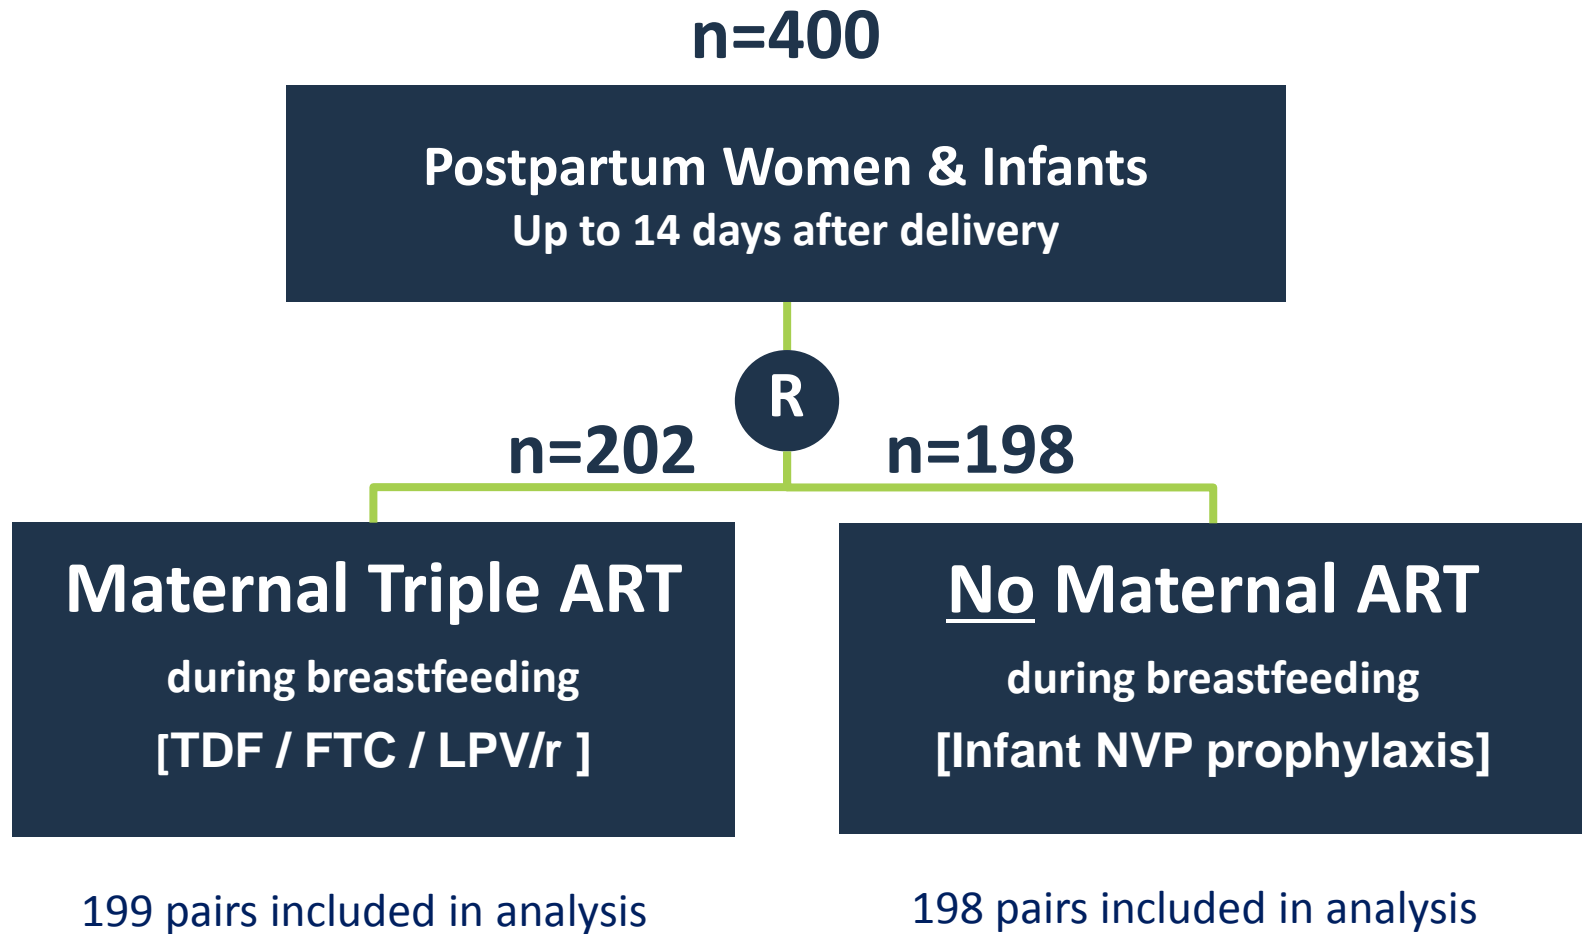 n=400
Postpartum Women & Infants
Up to 14 days after delivery
R
n=202
n=198
Maternal Triple ART
during breastfeeding
[TDF / FTC / LPV/r ]
No Maternal ART
during breastfeeding
[Infant NVP prophylaxis]
199 pairs included in analysis
198 pairs included in analysis